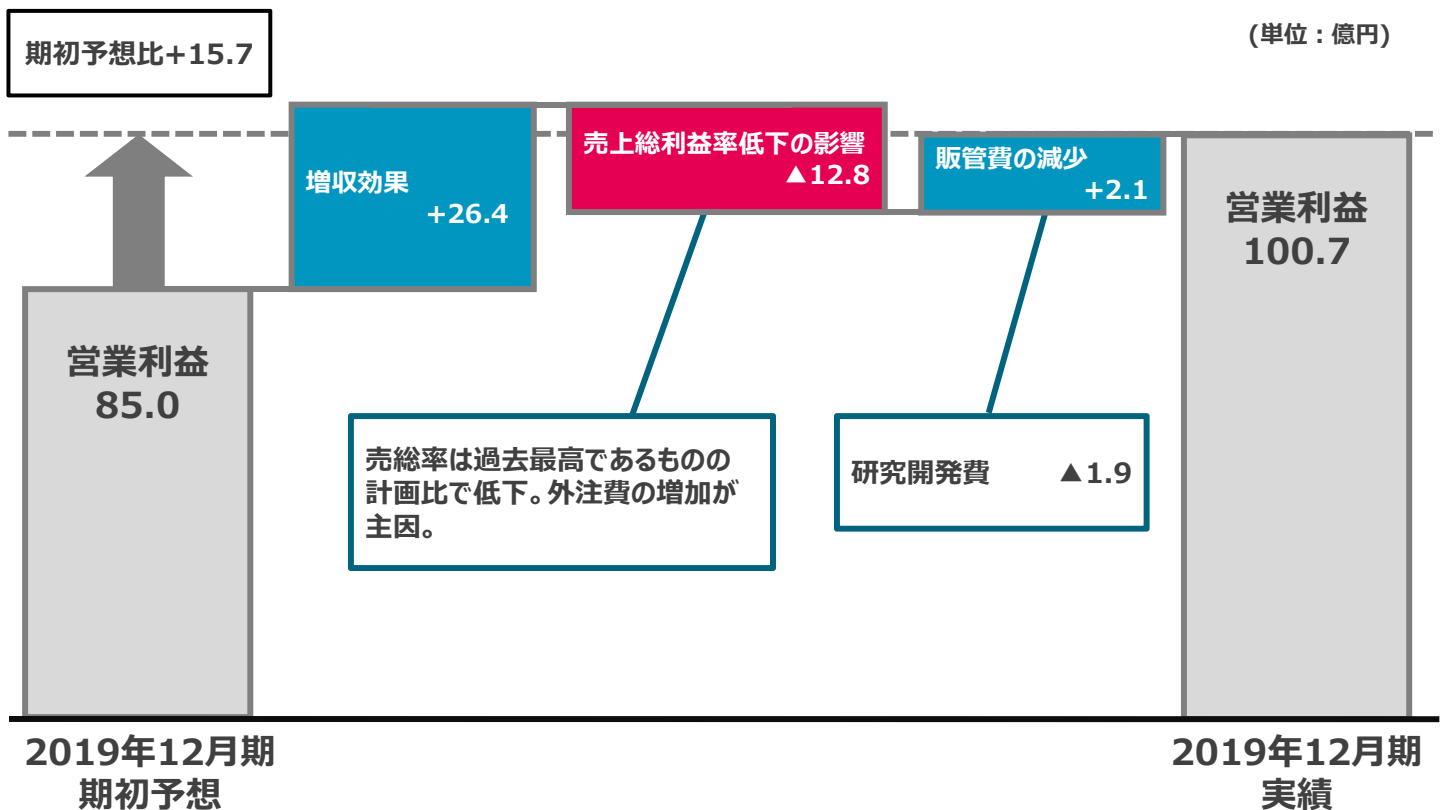 期初予想比+15.7
(単位：億円)
増収効果
+26.4
売上総利益率低下の影響
▲12.8
販管費の減少
+2.1
営業利益
85.0
営業利益
100.7
売総率は過去最高であるものの
計画比で低下。外注費の増加が
主因。
研究開発費 ▲1.9
2019年12月期
期初予想
2019年12月期
実績